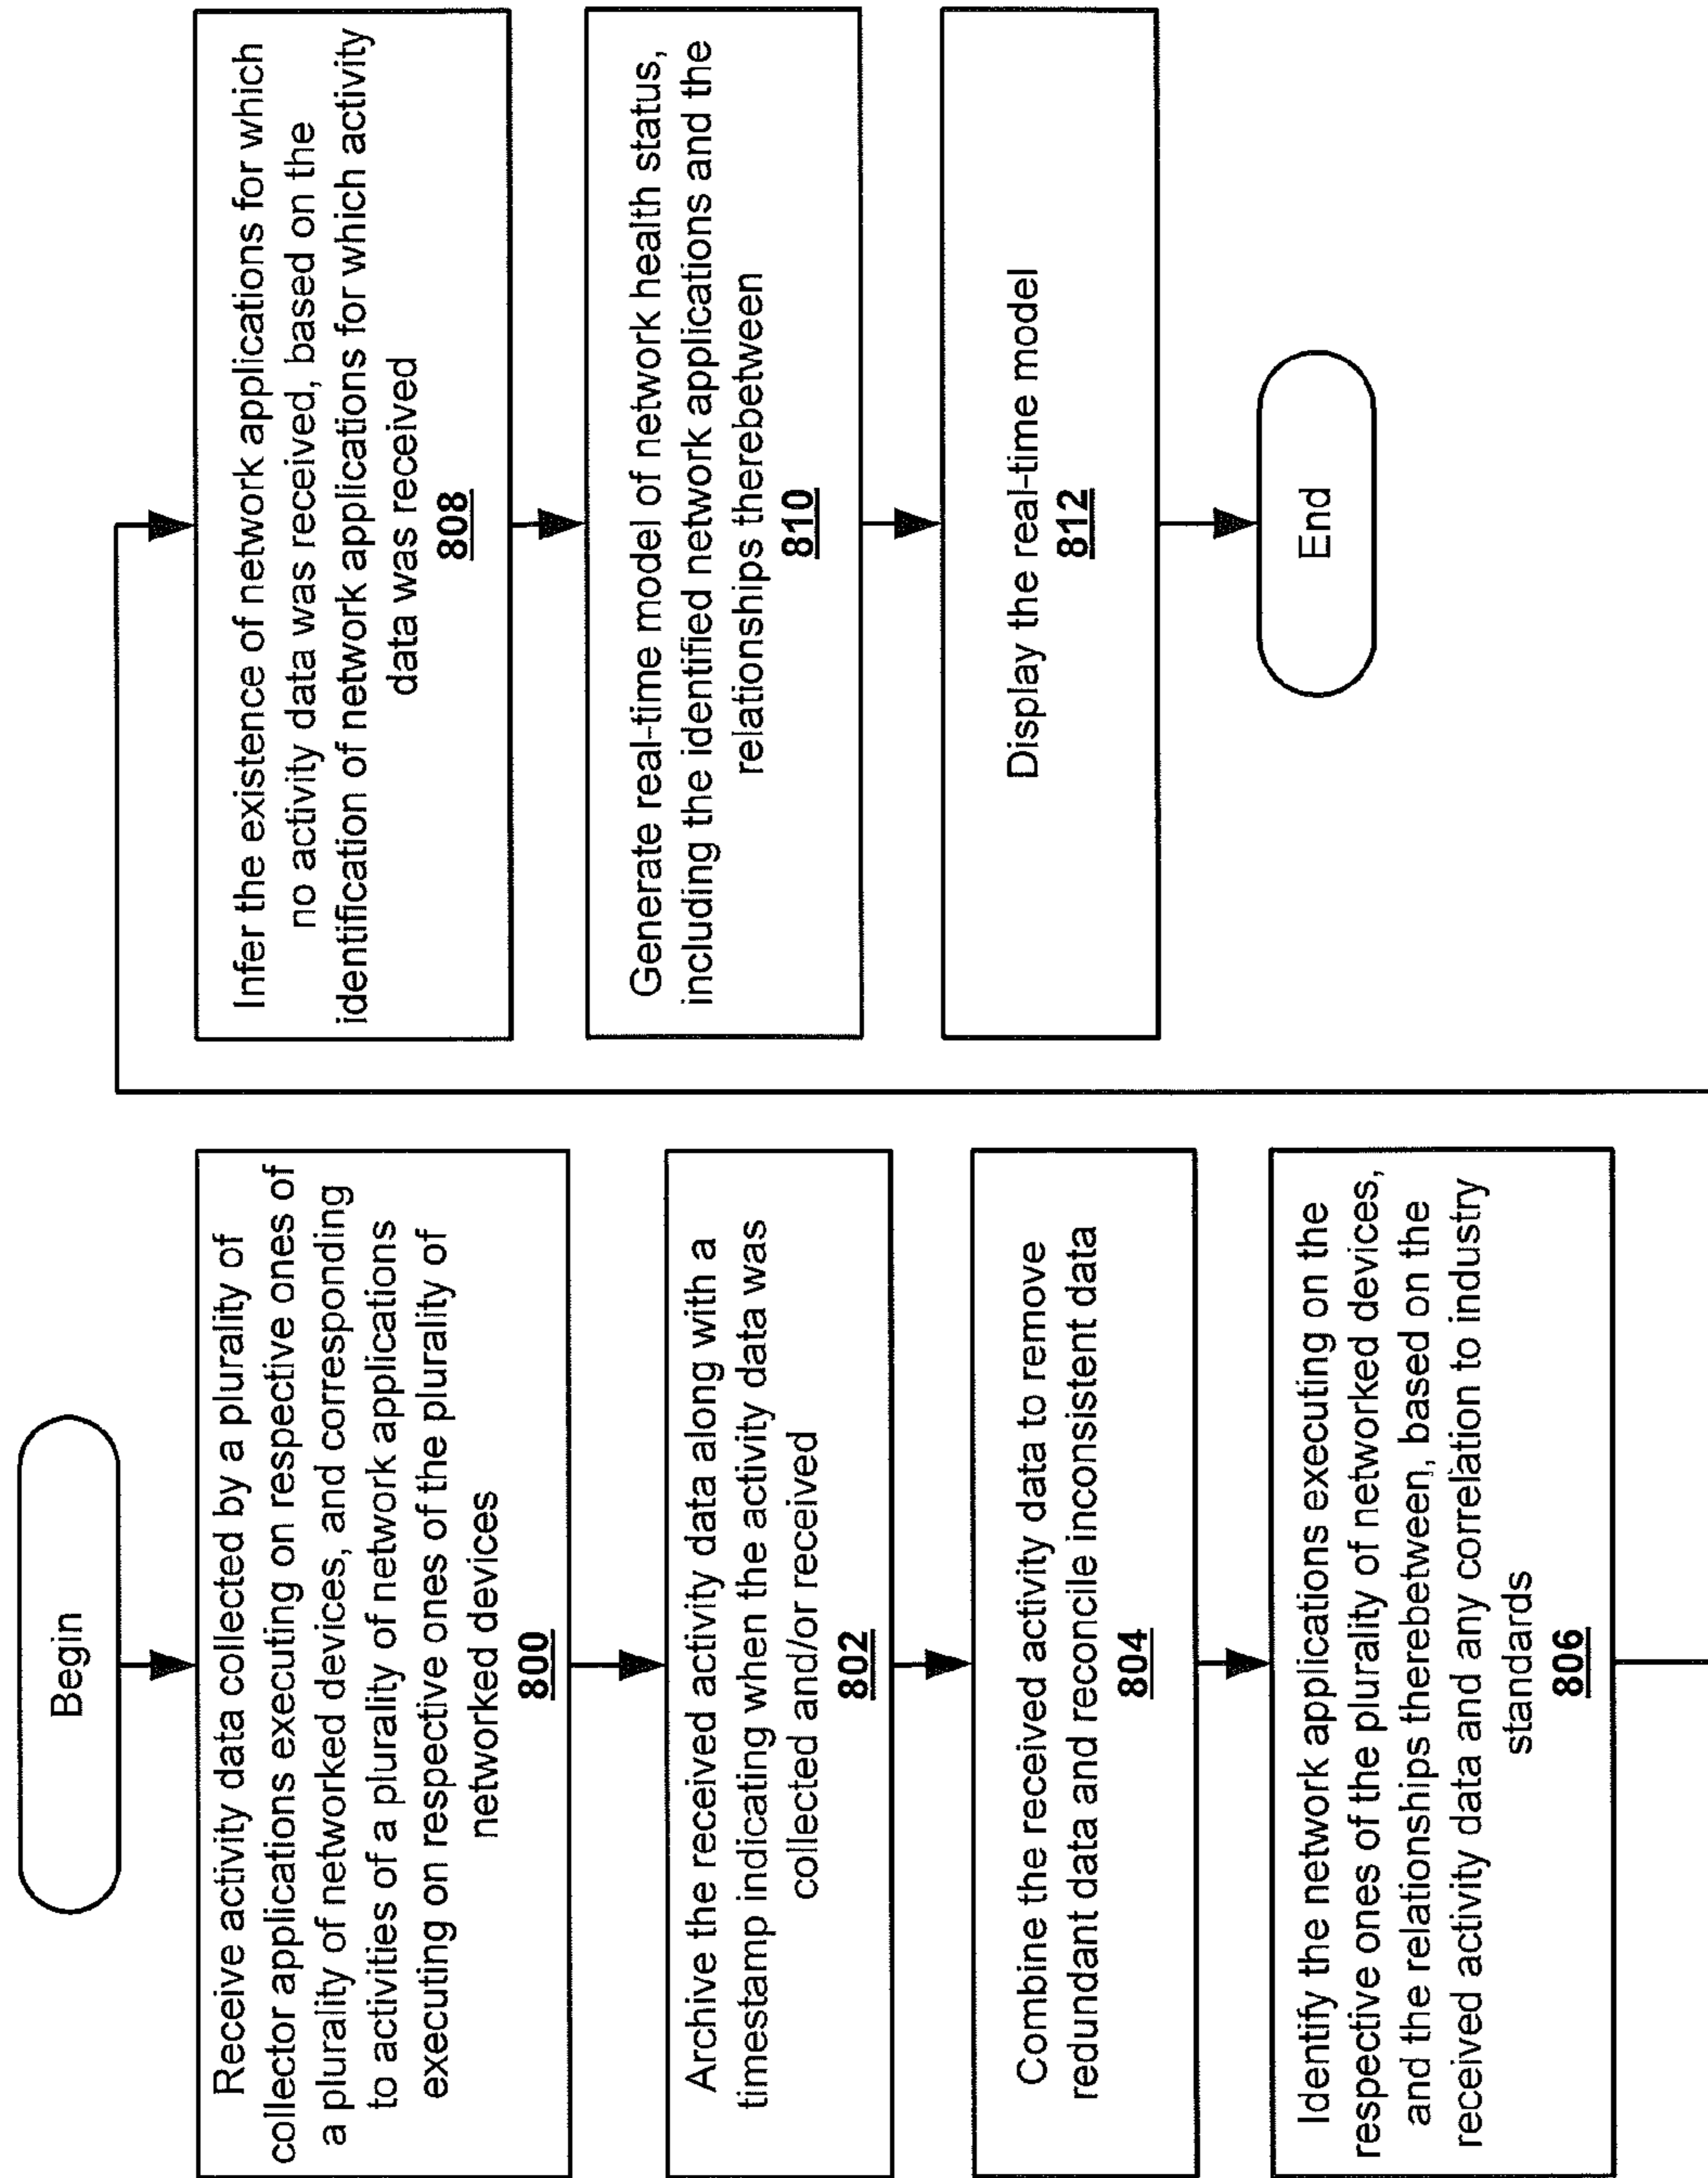 Begin
Receive activity data collected by a plurality of
collector applications executing on respective ones of
a plurality of networked devices, and corresponding
to activities of a plurality of network applications
executing on respective ones of the plurality of
networked devices
800
Archive the received activity data along with a
timestamp indicating when the activity data was
collected and/or received
802
Combine the received activity data to remove
redundant data and reconcile inconsistent data
804
Identify the network applications executing on the
respective ones of the plurality of networked devices,
and the relationships therebetween, based on the
received activity data and any correlation to industry
standards
806
Infer the existence of network applications for which
no activity data was received, based on the
identification of network applications for which activity
data was received
808
Generate real-time model of network health status,
including the identified network applications and the
relationships therebetween
810
Display the real-time model
812
End